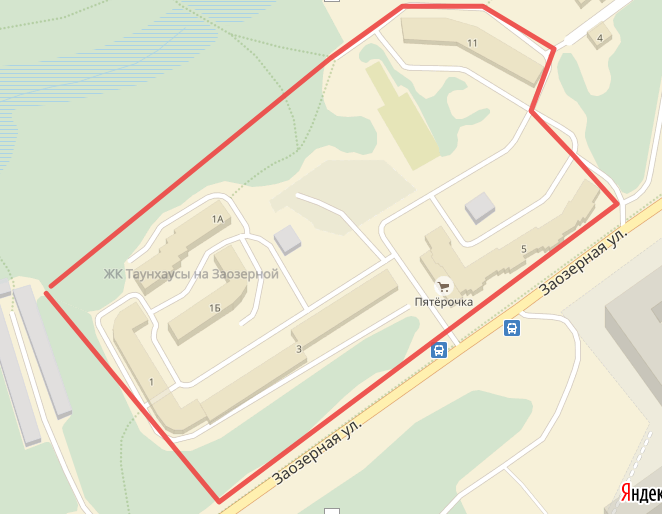 11
4
1А
ЖК Таунхаусы на Заозерной
1Б
5
Заозерная ул.
Пятёрочка
3
1
Заозерная ул.
Яндек